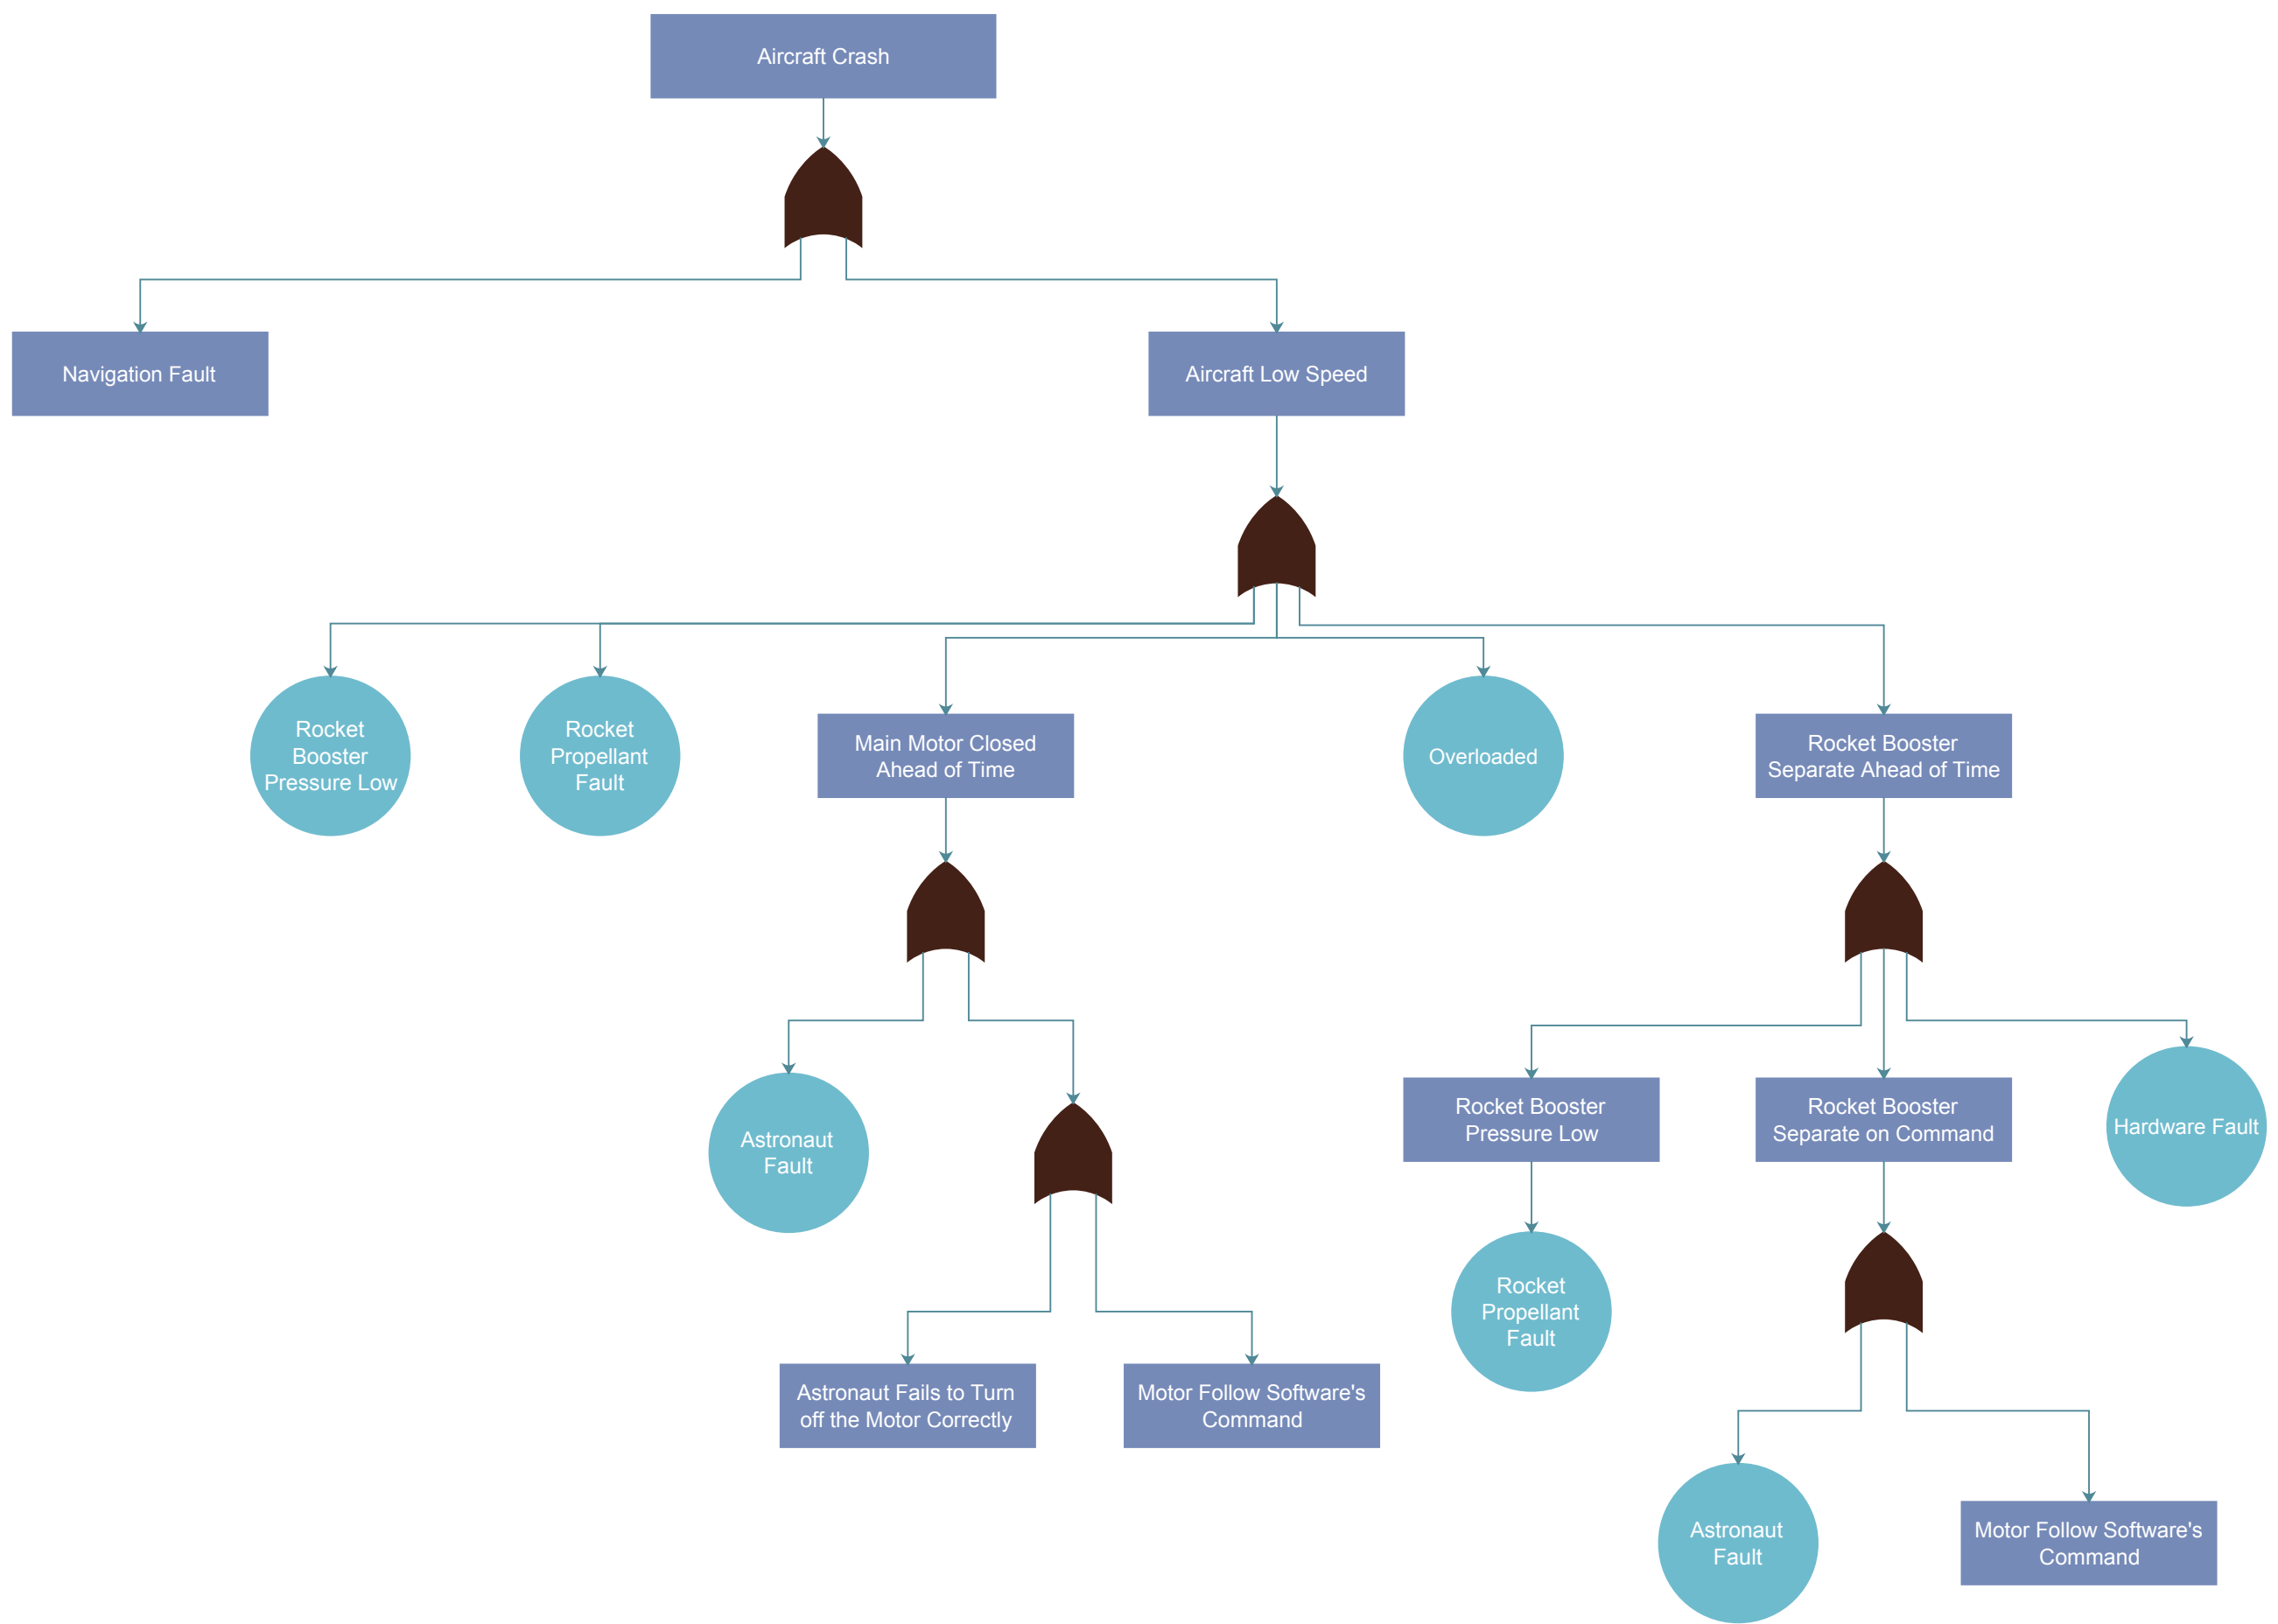 Aircraft Crash
Navigation Fault
Aircraft Low Speed
Rocket
Booster
Pressure Low
Rocket
Propellant
Fault
Main Motor Closed
Ahead of Time
Overloaded
Rocket Booster
Separate Ahead of Time
Astronaut
Fault
Rocket Booster
Pressure Low
Rocket Booster
Separate on Command
Hardware Fault
Rocket
Propellant
Fault
Astronaut Fails to Turn
off the Motor Correctly
Motor Follow Software's
Command
Astronaut
Fault
Motor Follow Software's
Command